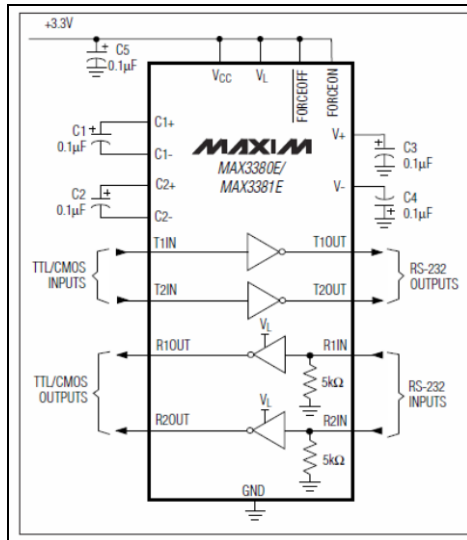 +3.3V
C5
0.1µF
VCC
VL
FORCEOFF
FORCEON
C1+
C1
0.1µF
C1-
C2+
C2
0.1µF
C2-
MAXIM
MAX3380E/
MAX3381E
V+
C3
0.1µF
V-
C4
0.1µF
TTL/CMOS
INPUTS
T1IN
T1OUT
T2IN
T2OUT
RS-232
OUTPUTS
TTL/CMOS
OUTPUTS
R1OUT
VL
R1IN
5kΩ
R2OUT
VL
R2IN
5kΩ
RS-232
INPUTS
GND